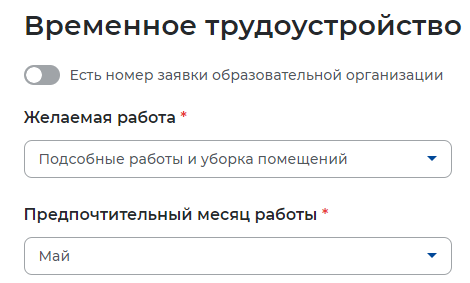 Временное трудоустройство
Есть номер заявки образовательной организации
Желаемая работа *
Подсобные работы и уборка помещений
Предпочтительный месяц работы *
Май